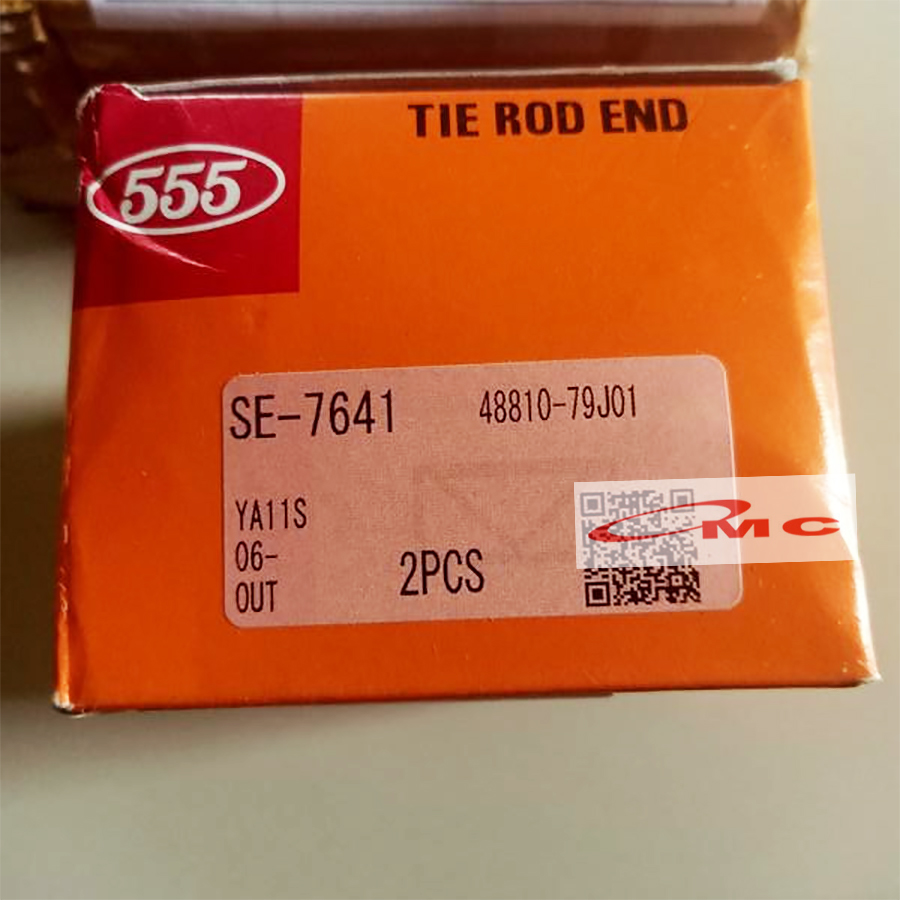 TIE ROD END
555
SE-7641 48810-79J01
YA11S
06-
OUT
2PCS
MC